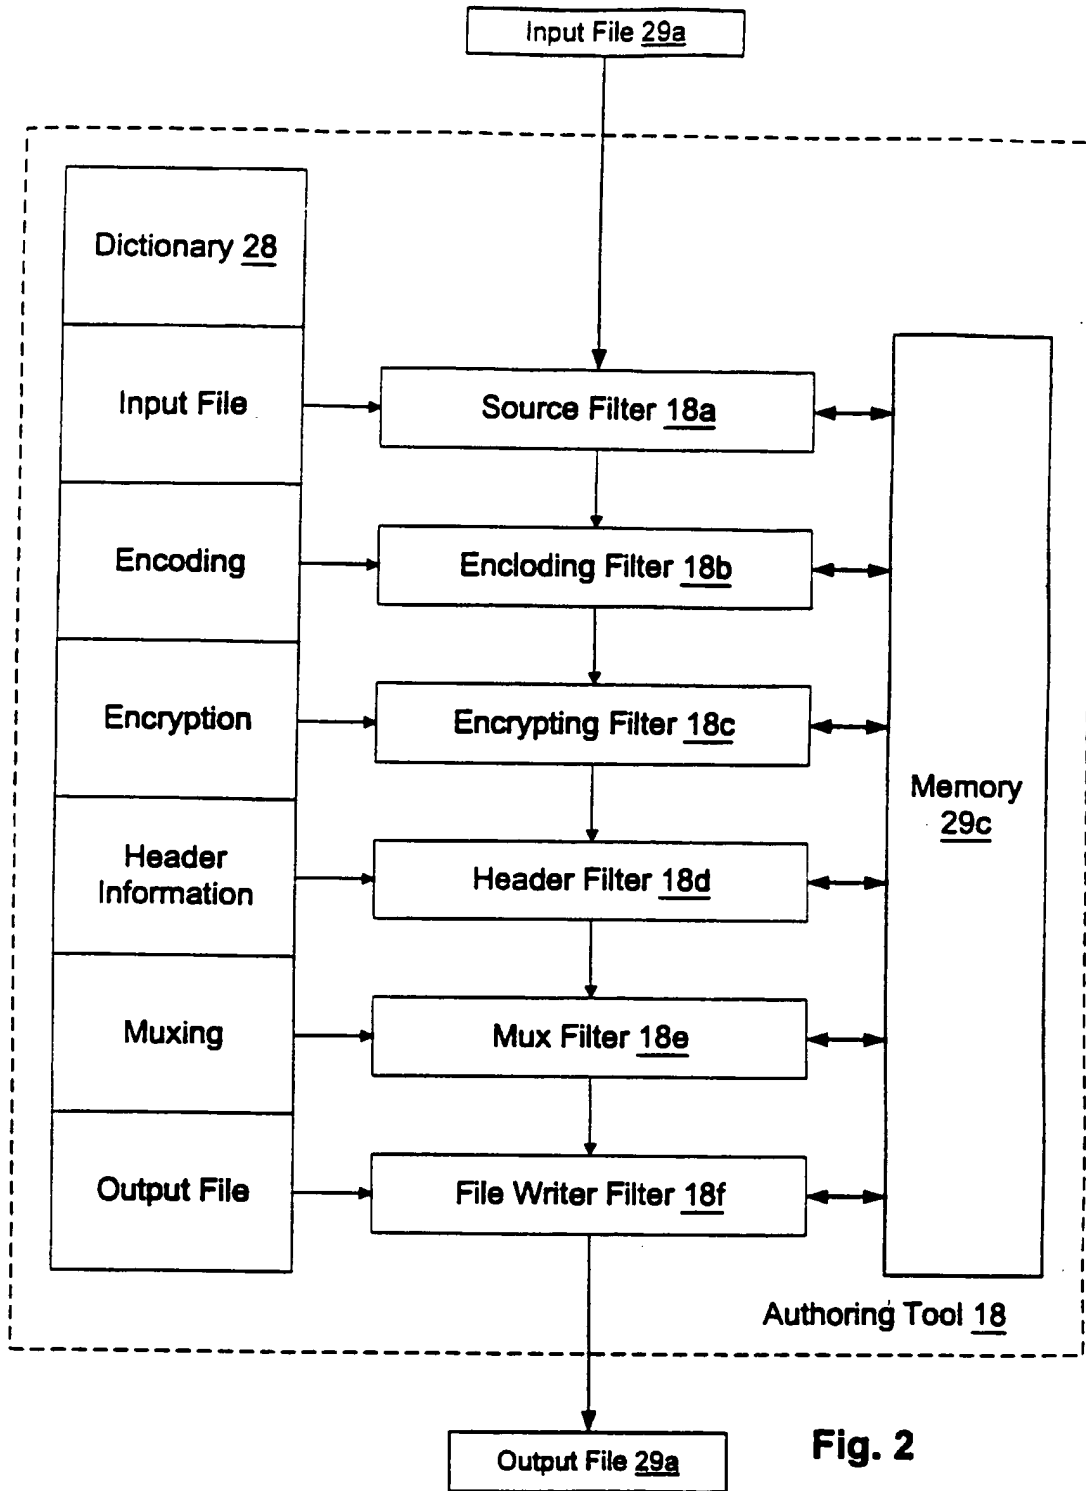 Input File 29a
Dictionary 28
Input File
Source Filter 18a
Encoding
Encloding Filter 18b
Encryption
Encrypting Filter 18c
Memory
29c
Header
Information
Header Filter 18d
Muxing
Mux Filter 18e
Output File
File Writer Filter 18f
Authoring Tool 18
Output File 29a
Fig. 2